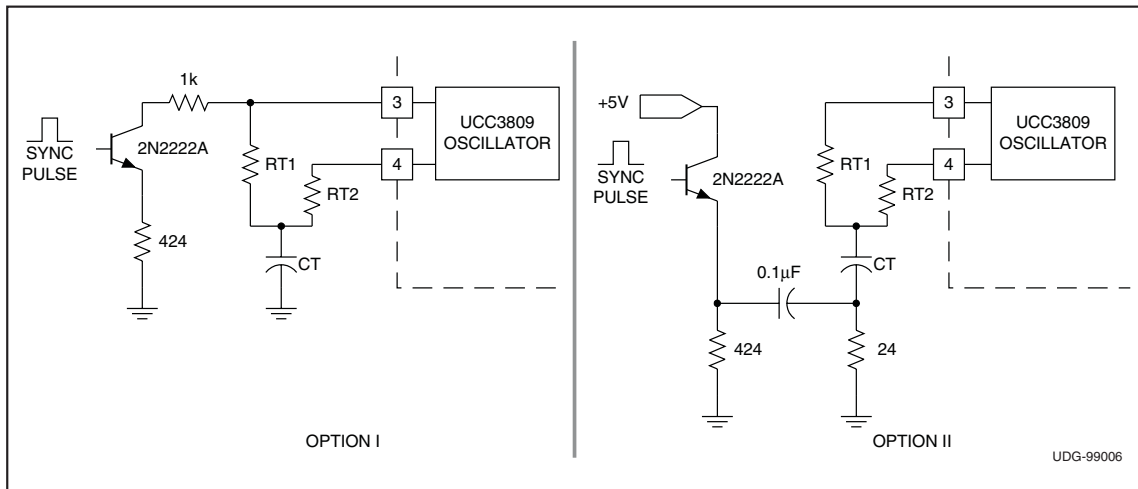 1k
3
UCC3809
OSCILLATOR
SYNC
PULSE
2N2222A
RT1
4
RT2
424
CT
OPTION I
+5V
3
UCC3809
OSCILLATOR
SYNC
PULSE
2N2222A
RT1
4
RT2
0.1µF
CT
424
24
OPTION II
UDG-99006